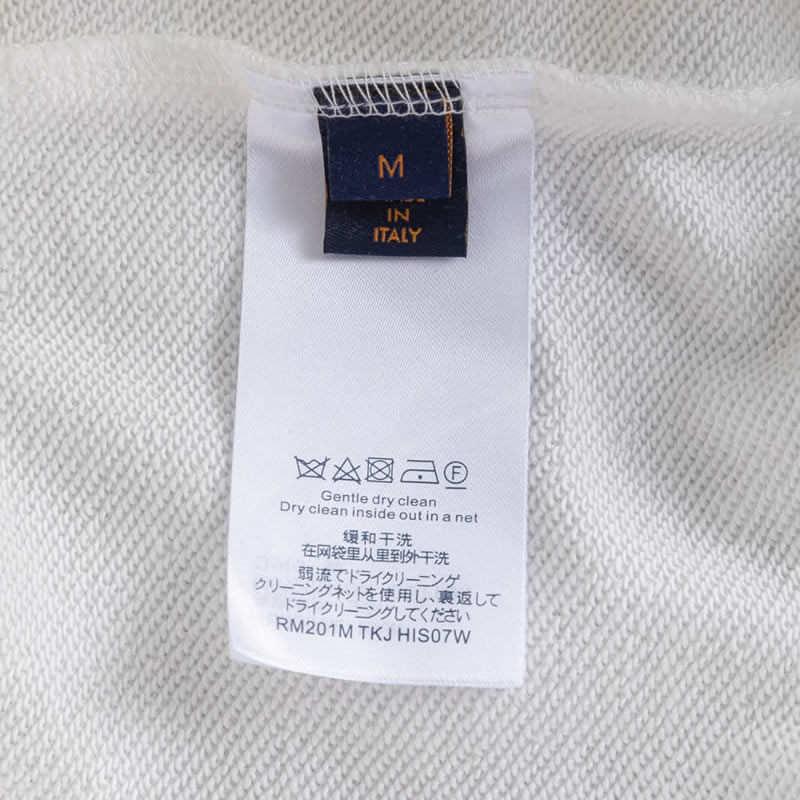 M
IN
ITALY
Gentle dry clean
Dry clean inside out in a net
缓和干洗
在网袋里从里到外干洗
弱流でドライクリーニング
クリーニングネットを使用し、裏返して
ドライクリーニングしてください
RM201M TKJ HIS07W